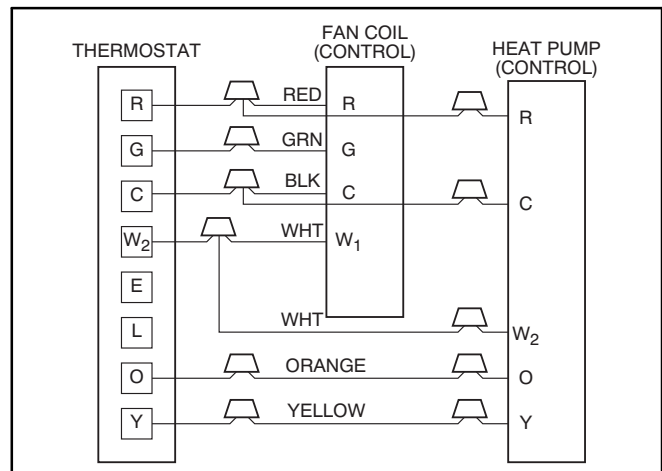 THERMOSTAT
FAN COIL
(CONTROL)
HEAT PUMP
(CONTROL)
R
RED
R
R
G
GRN
G
C
BLK
C
C
W2
WHT
W1
E
L
WHT
W2
O
ORANGE
O
Y
YELLOW
Y